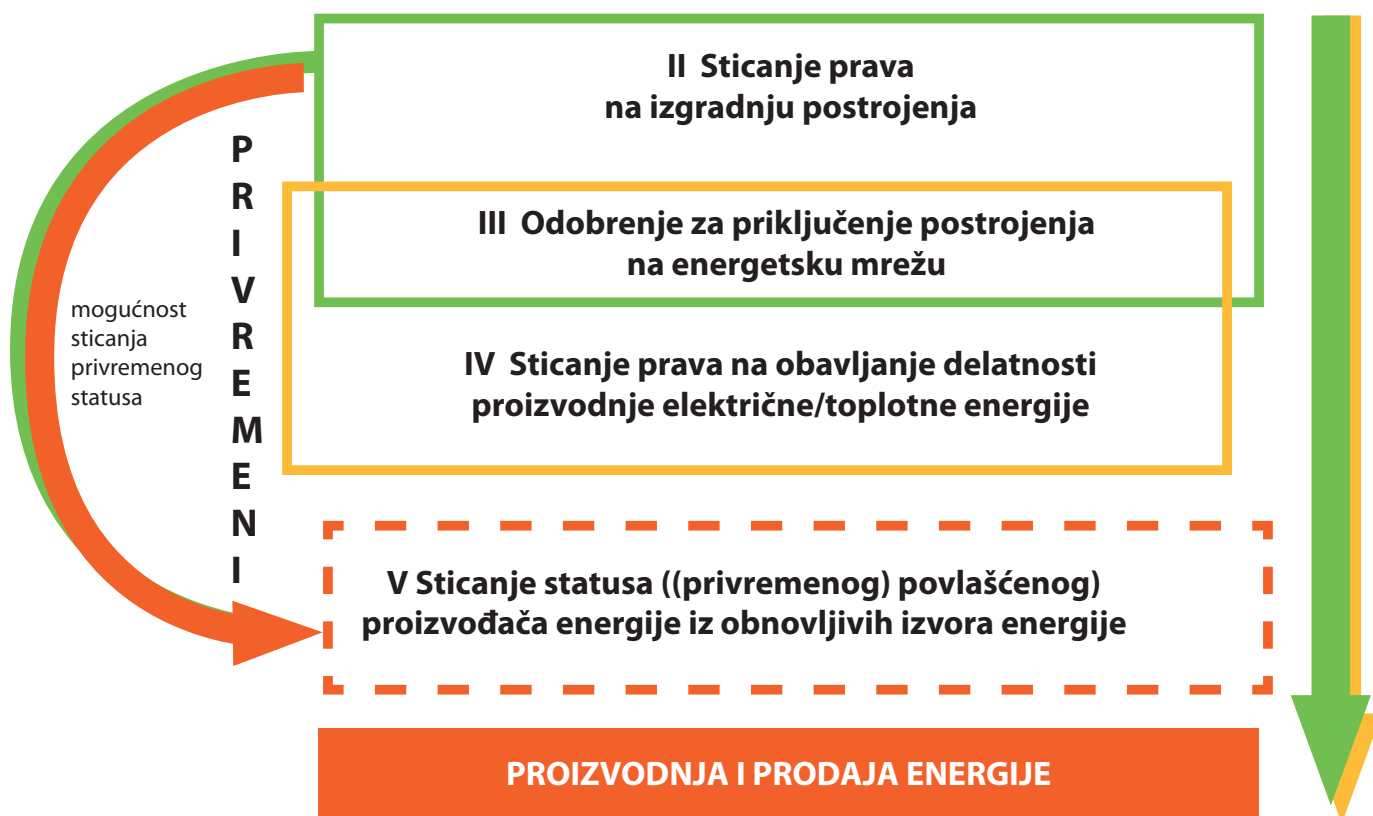 II Sticanje prava
na izgradnju postrojenja
PRIVREMENI
III Odobrenje za priključenje postrojenja
na energetsku mrežu
mogućnost
sticanja
privremenog
statusa
IV Sticanje prava na obavljanje delatnosti
proizvodnje električne/toplotne energije
V Sticanje statusa ((privremenog) povlašćenog)
proizvođača energije iz obnovljivih izvora energije
PROIZVODNJA I PRODAJA ENERGIJE